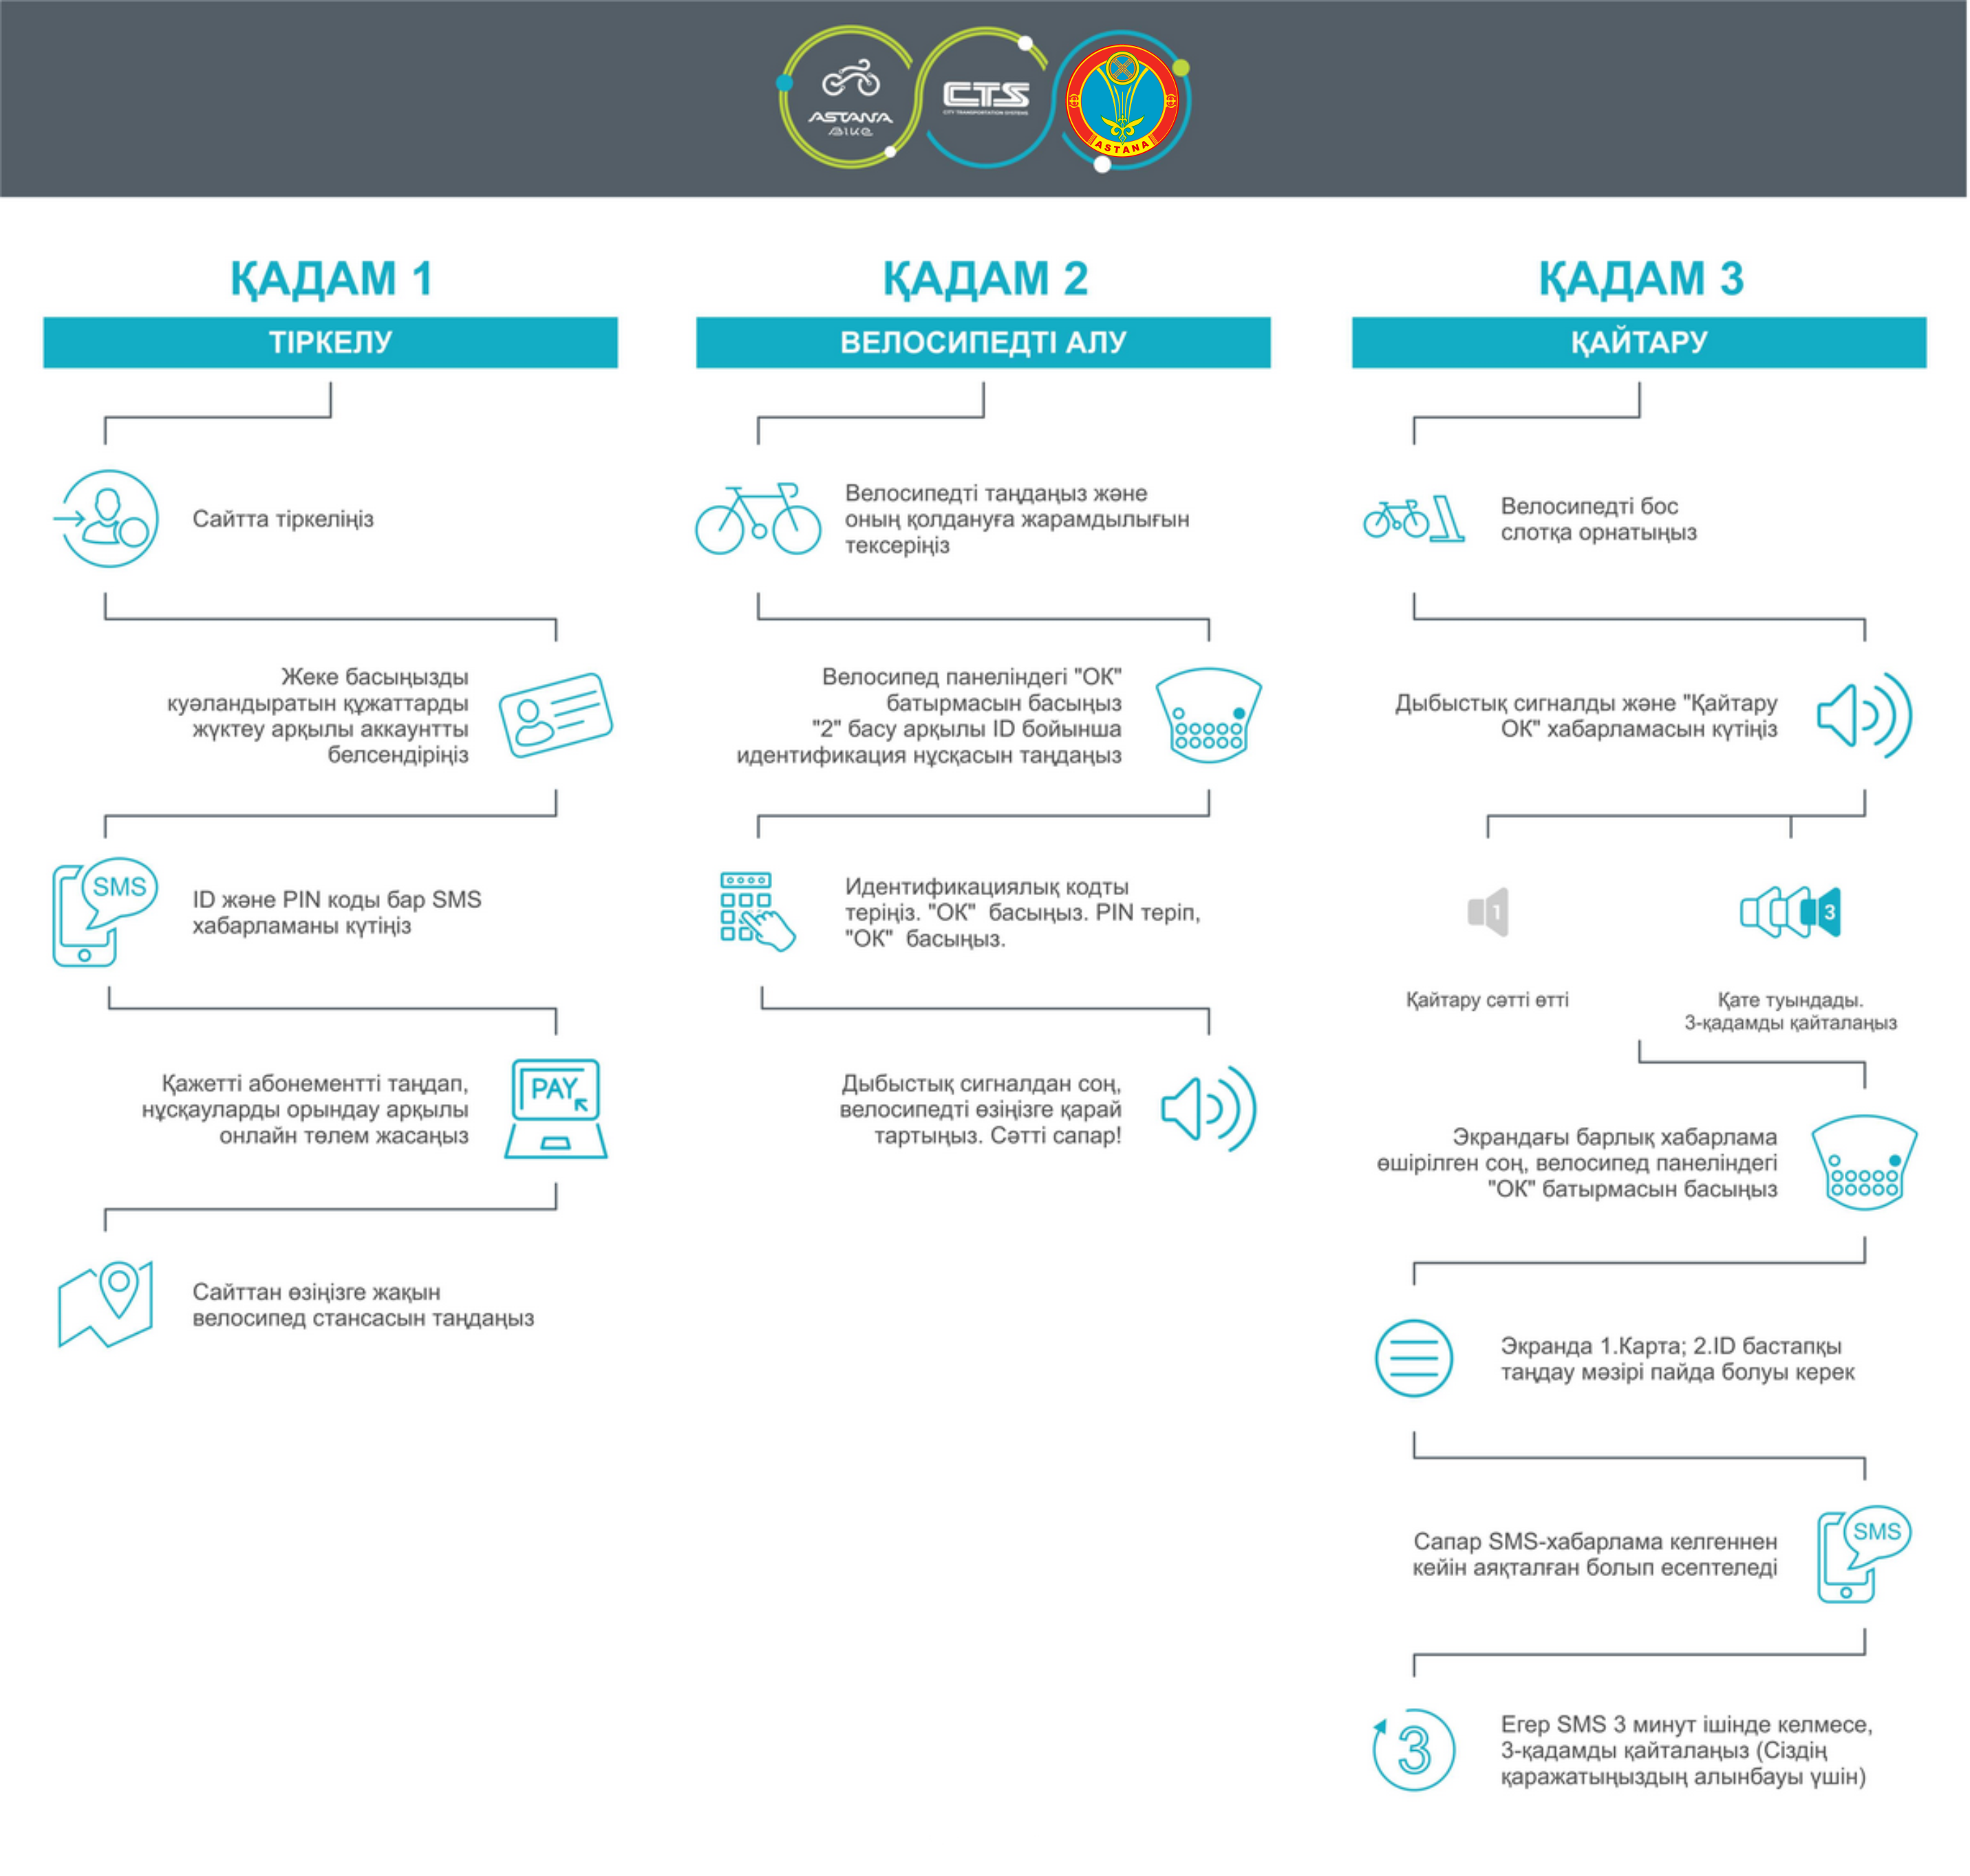 ASTANA
BIKE
CTS
CITY TRANSPORTATION SYSTEMS
ASTANA
ҚАДАМ 1
ТІРКЕЛУ
Сайтта тіркеліңіз
Жеке басыңызды
куәландыратын құжаттарды
жүктеу арқылы аккаунтты
белсендіріңіз
SMS
ID және PIN коды бар SMS
хабарламаны күтіңіз
Қажетті абонементті таңдап,
нұсқауларды орындау арқылы
онлайн төлем жасаңыз
PAY
Сайттан өзіңізге жақын
велосипед стансасын таңдаңыз
ҚАДАМ 2
ВЕЛОСИПЕДТІ АЛУ
Велосипедті таңдаңыз және
оның қолдануға жарамдылығын
тексеріңіз
Велосипед панеліндегі "ОК"
батырмасын басыңыз
"2" басу арқылы ID бойынша
идентификация нұсқасын таңдаңыз
Идентификациялық кодты
теріңіз. "ОК" басыңыз. PIN теріп,
"ОК" басыңыз.
Дыбыстық сигналдан соң,
велосипедті өзіңізге қарай
тартыңыз. Сәтті сапар!
ҚАДАМ 3
ҚАЙТАРУ
Велосипедті бос
слотқа орнатыңыз
Дыбыстық сигналды және "Қайтару
ОК" хабарламасын күтіңіз
1
3
Қайтару сәтті өтті
Қате туындады.
3-қадамды қайталаңыз
Экрандағы барлық хабарлама
өшірілген соң, велосипед панеліндегі
"ОК" батырмасын басыңыз
Экранда 1.Карта; 2.ID бастапқы
таңдау мәзірі пайда болуы керек
Сапар SMS-хабарлама келгеннен
кейін аяқталған болып есептеледі
SMS
3
Егер SMS 3 минут ішінде келмесе,
3-қадамды қайталаңыз (Сіздің
қаражатыңыздың алынбауы үшін)